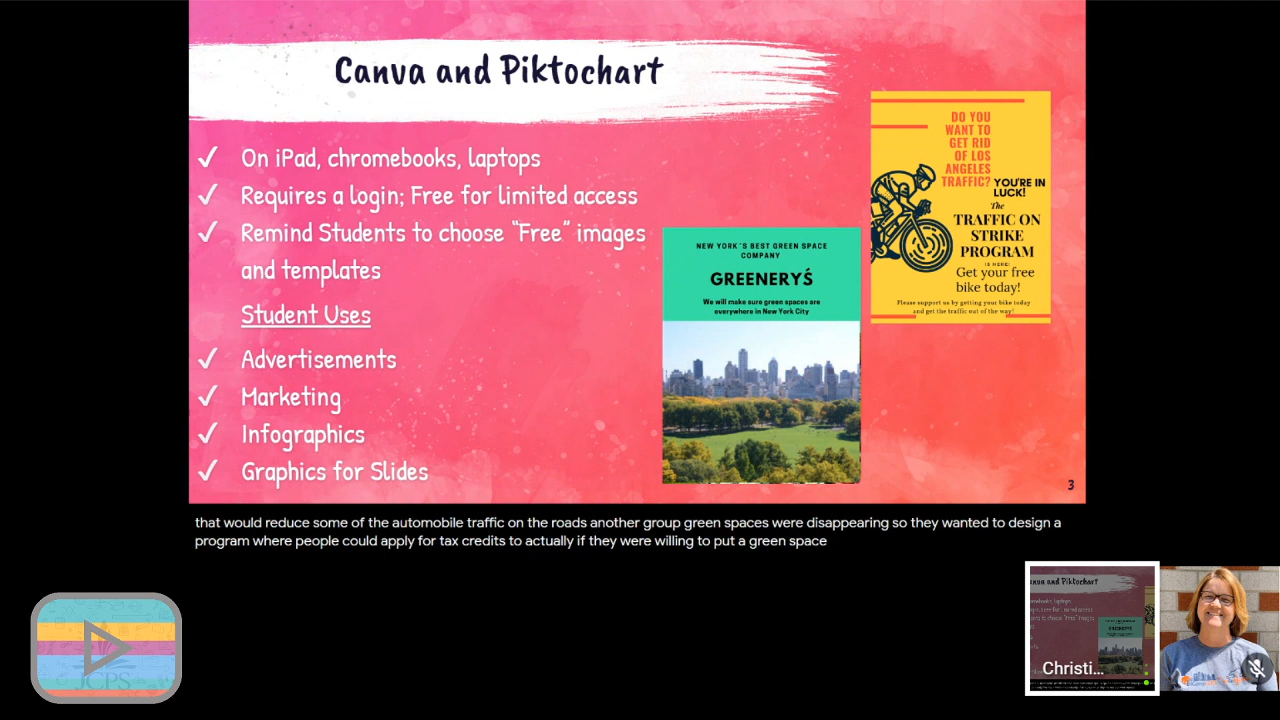 Canva and Piktochart
✓ On iPad, chromebooks, laptops
✓ Requires a login; Free for limited access
✓ Remind Students to choose “Free” images
and templates
Student Uses
✓ Advertisements
✓ Marketing
✓ Infographics
✓ Graphics for Slides
NEW YORK´S BEST GREEN SPACE
COMPANY
GREENERYŚ
We will make sure green spaces are
everywhere in New York City
DO YOU
WANT TO
GET RID
OF LOS
ANGELES
TRAFFIC?
YOU'RE IN
LUCK!
The
TRAFFIC ON
STRIKE
PROGRAM
IS HERE!
Get your free
bike today!
Please support us by getting your bike today
and get the traffic out of the way!
3
that would reduce some of the automobile traffic on the roads another group green spaces were disappearing so they wanted to design a
program where people could apply for tax credits to actually if they were willing to put a green space
JCPS
Christi...